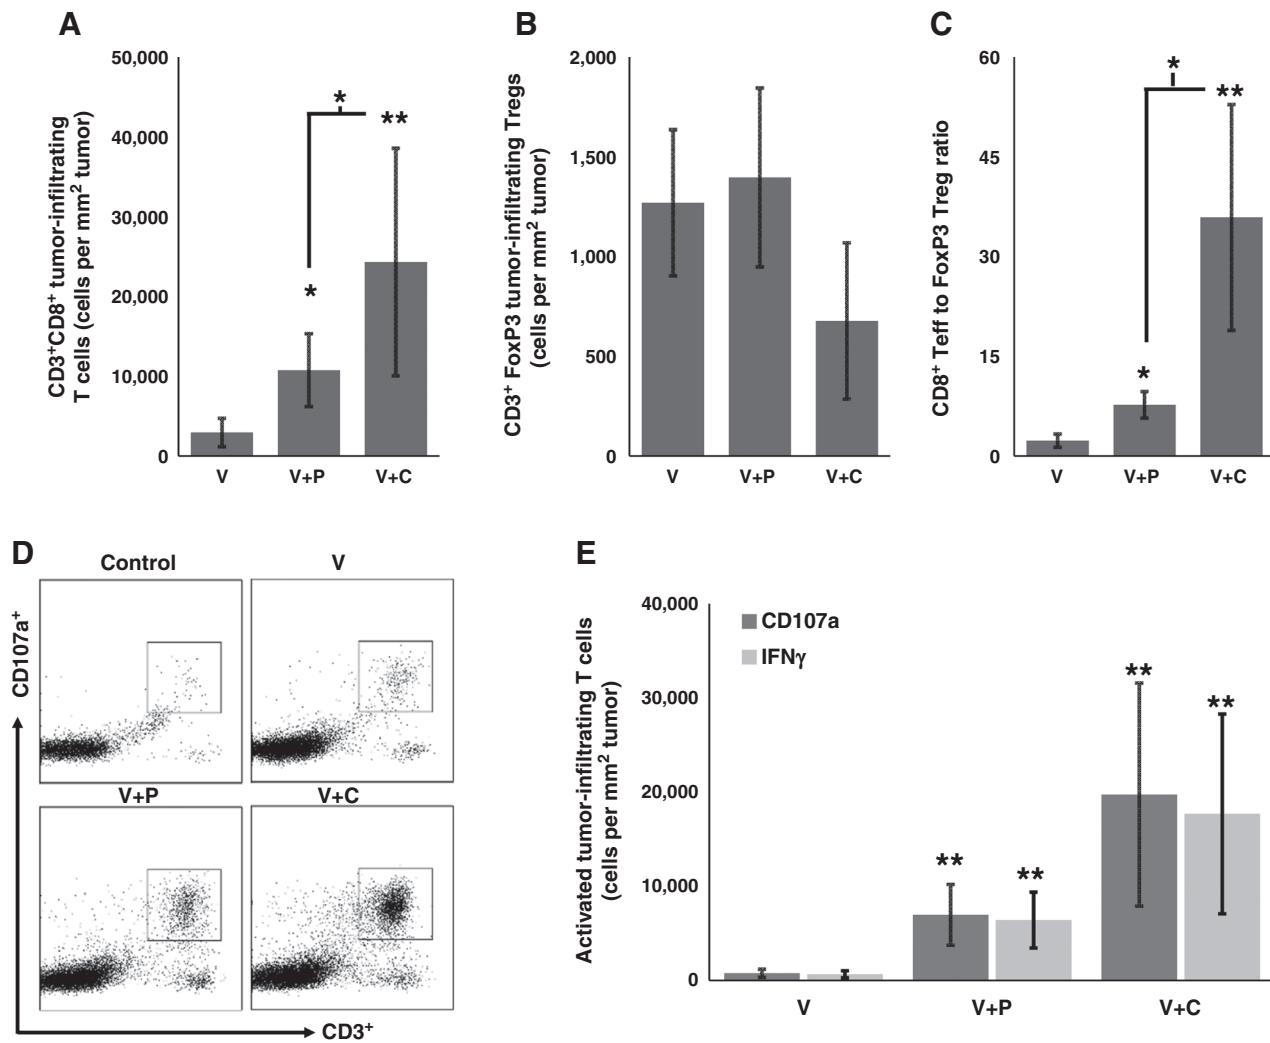 A
CD3+CD8+ tumor-infiltrating
T cells (cells per mm2 tumor)
50,000
40,000
30,000
20,000
10,000
0
*
**
*
V
V+P
V+C
B
CD3+ FoxP3 tumor-infiltrating Tregs
(cells per mm2 tumor)
2,000
1,500
1,000
500
0
V
V+P
V+C
C
CD8+ Teff to FoxP3 Treg ratio
60
45
30
15
0
*
**
*
V
V+P
V+C
D
Control
V
V+P
V+C
CD107a+
CD3+
E
Activated tumor-infiltrating T cells
(cells per mm2 tumor)
40,000
30,000
20,000
10,000
0
CD107a
IFNγ
**
**
**
**
V
V+P
V+C